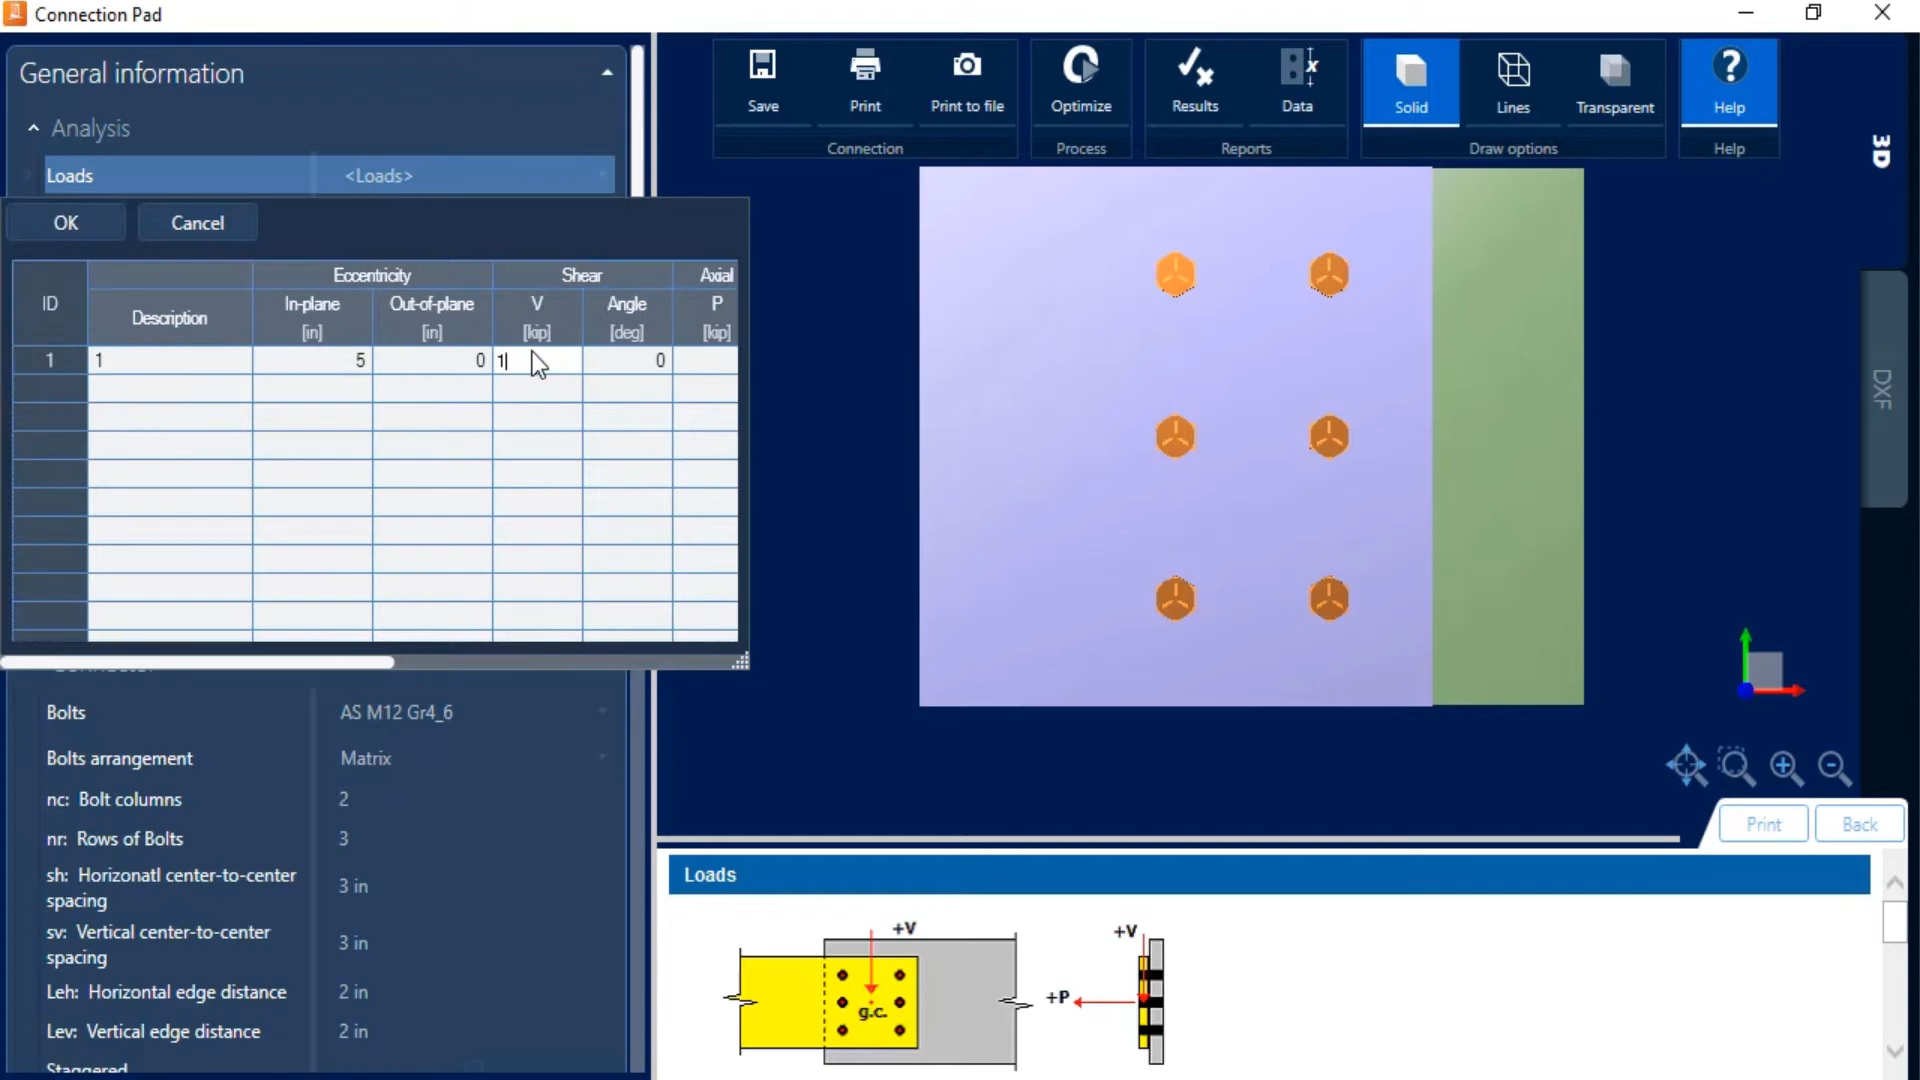 Connection Pad
General information
Analysis
Loads <Loads>
OK Cancel
ID Description Eccentricity Shear Axial
In-plane Out-of-plane V Angle P
[in] [in] [kip] [deg] [kip]
1 1 5 0 1 0
Bolts AS M12 Gr4_6
Bolts arrangement Matrix
nc: Bolt columns 2
nr: Rows of Bolts 3
sh: Horizonatl center-to-center
spacing 3 in
sv: Vertical center-to-center
spacing 3 in
Leh: Horizontal edge distance 2 in
Lev: Vertical edge distance 2 in
Staggered
Save Print Print to file Optimize Results Data Solid Lines Transparent Help
Connection Process Reports Draw options Help
3D
DXF
Print Back
Loads
+V +V
+P
g.c.